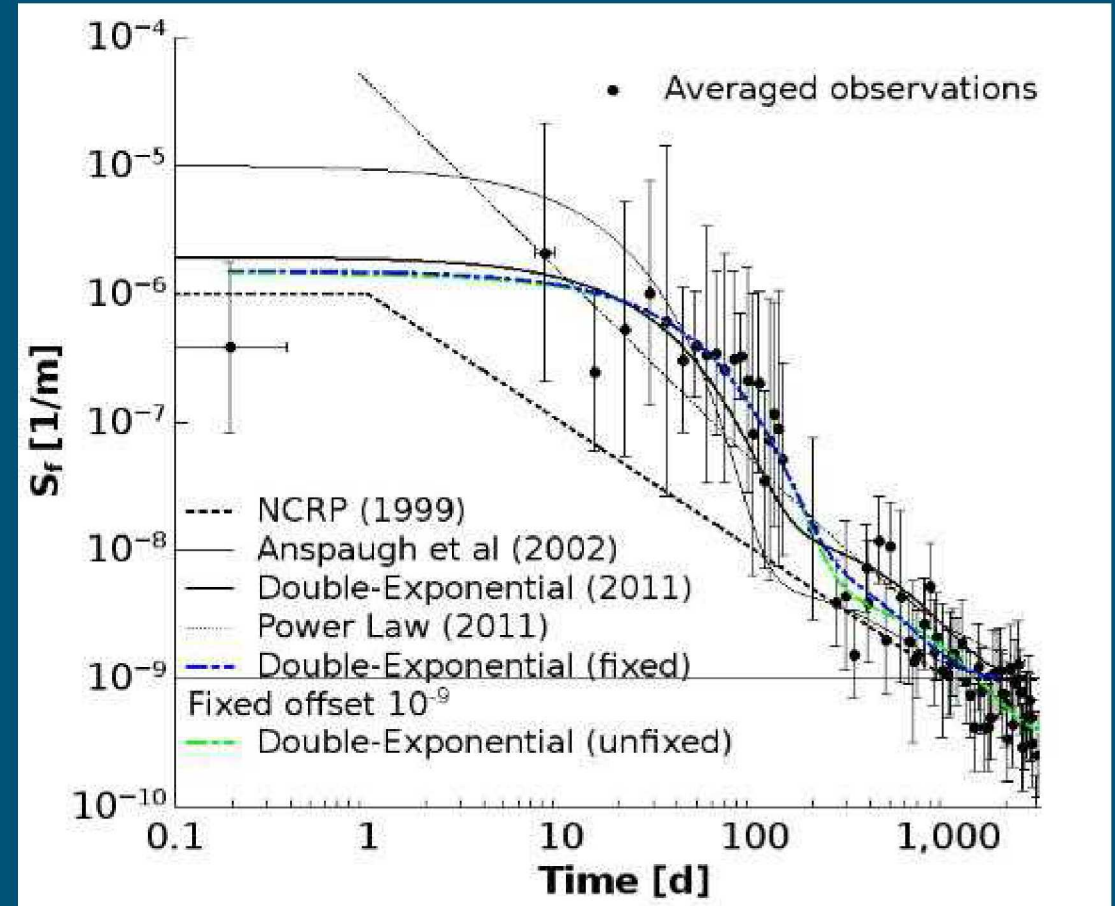 10⁻⁴
Averaged observations
10⁻⁵
10⁻⁶
10⁻⁷
10⁻⁸
10⁻⁹
10⁻¹⁰
S_f [1/m]
NCRP (1999)
Anspaugh et al (2002)
Double-Exponential (2011)
Power Law (2011)
Double-Exponential (fixed)
Fixed offset 10⁻⁹
Double-Exponential (unfixed)
0.1 1 10 100 1,000
Time [d]